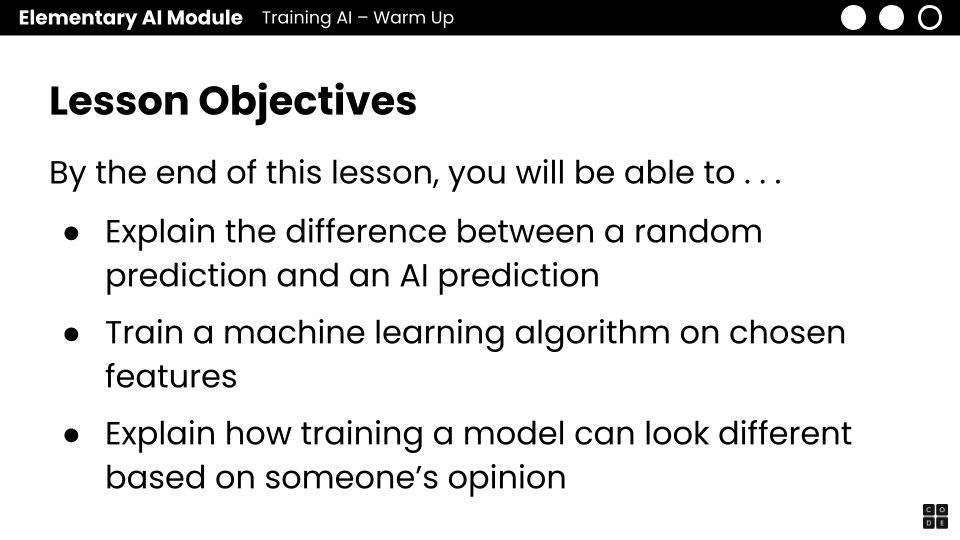 Elementary AI Module Training AI – Warm Up
Lesson Objectives
By the end of this lesson, you will be able to . . .
● Explain the difference between a random
prediction and an AI prediction
● Train a machine learning algorithm on chosen
features
● Explain how training a model can look different
based on someone’s opinion
C O
D E